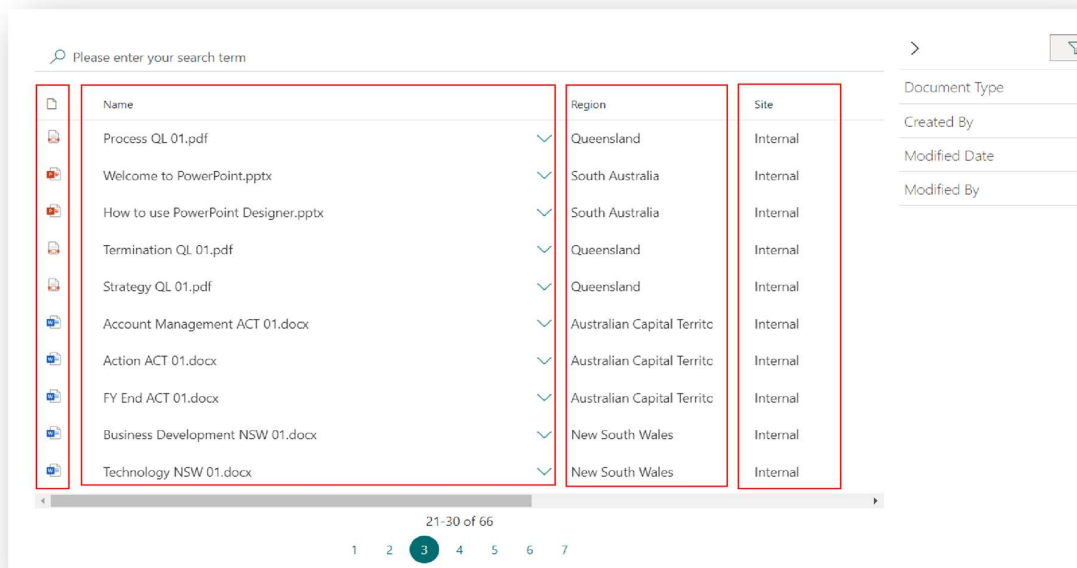 Please enter your search term
Name Region Site
Process QL 01.pdf Queensland Internal
Welcome to PowerPoint.pptx South Australia Internal
How to use PowerPoint Designer.pptx South Australia Internal
Termination QL 01.pdf Queensland Internal
Strategy QL 01.pdf Queensland Internal
Account Management ACT 01.docx Australian Capital Territo Internal
Action ACT 01.docx Australian Capital Territo Internal
FY End ACT 01.docx Australian Capital Territo Internal
Business Development NSW 01.docx New South Wales Internal
Technology NSW 01.docx New South Wales Internal
21-30 of 66
1 2 3 4 5 6 7
Document Type
Created By
Modified Date
Modified By